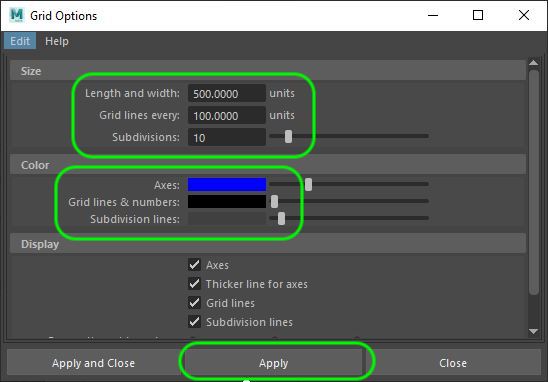 Grid Options
Edit Help
Size
Length and width: 500.0000 units
Grid lines every: 100.0000 units
Subdivisions: 10
Color
Axes:
Grid lines & numbers:
Subdivision lines:
Display
Axes
Thicker line for axes
Grid lines
Subdivision lines
Apply and Close Apply Close